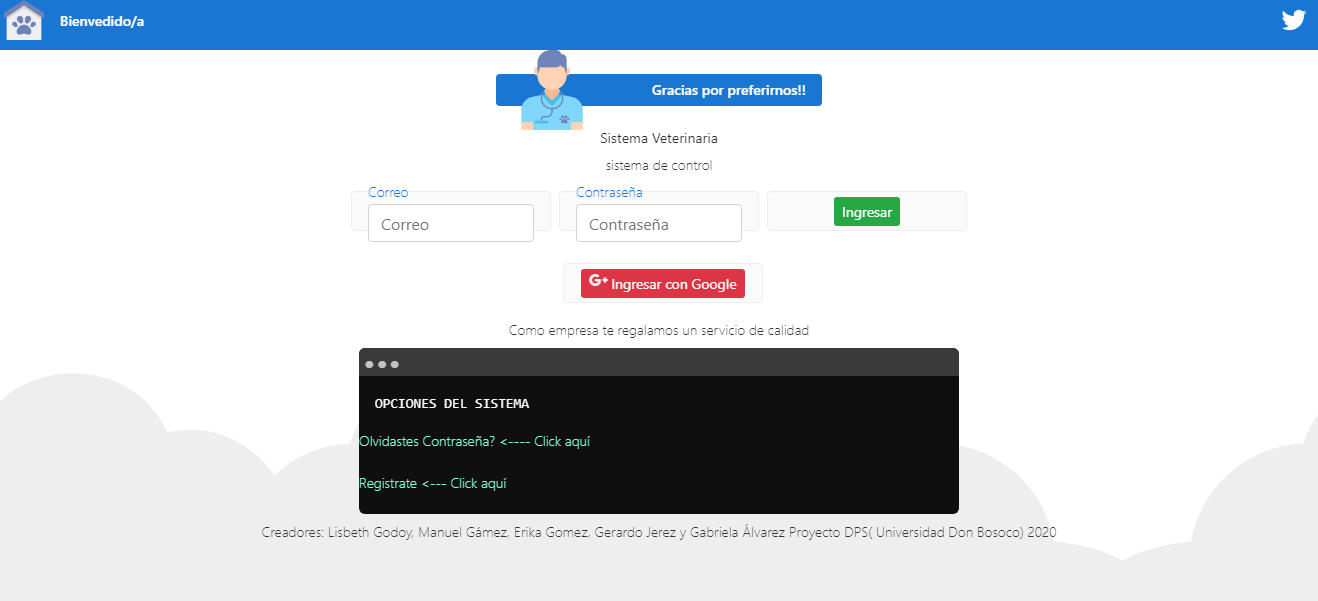 Bienvedido/a
Gracias por preferirnos!!
Sistema Veterinaria
sistema de control
Correo
Contraseña
Correo
Contraseña
Ingresar
G+ Ingresar con Google
Como empresa te regalamos un servicio de calidad
OPCIONES DEL SISTEMA
Olvidastes Contraseña? <---- Click aquí
Registrate <--- Click aquí
Creadores: Lisbeth Godoy, Manuel Gámez, Erika Gomez, Gerardo Jerez y Gabriela Álvarez Proyecto DPS( Universidad Don Bosoco) 2020